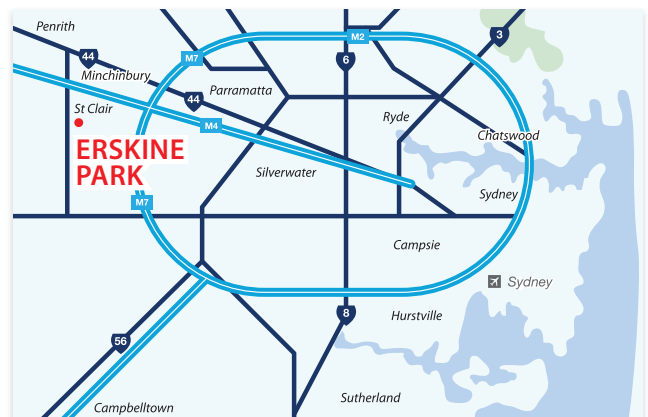 Penrith
M2
3
44
M7
6
Minchinbury
Parramatta
44
St Clair
Ryde
M4
Chatswood
ERSKINE
PARK
Silverwater
Sydney
M7
Campsie
Sydney
8
Hurstville
56
Sutherland
Campbelltown